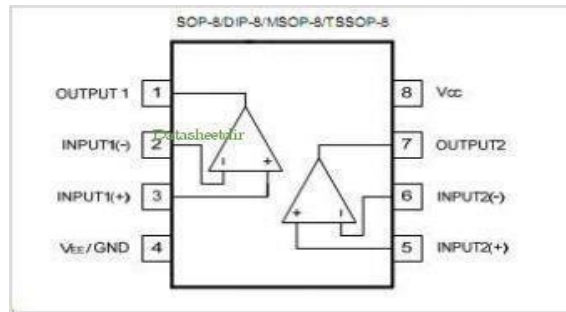 SOP-8/DIP-8/MSOP-8/TSSOP-8
OUTPUT 1 1
8 Vcc
Datasheetdir
INPUT1(-) 2
7 OUTPUT2
INPUT1(+) 3
6 INPUT2(-)
VEE/GND 4
5 INPUT2(+)
- +
+ -